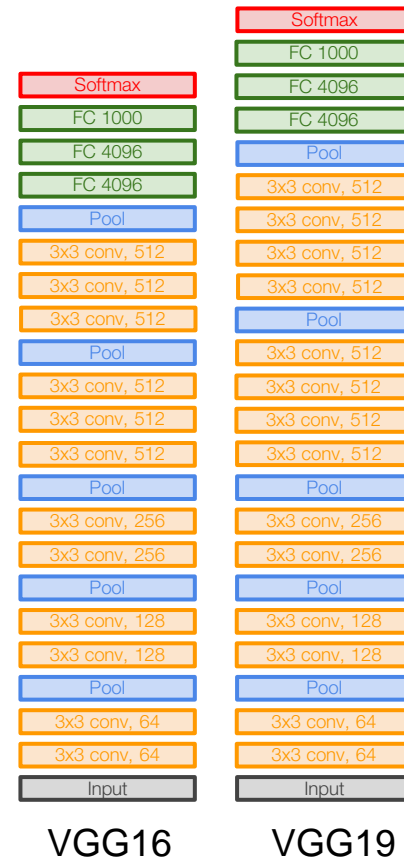 Softmax
FC 1000
FC 4096
FC 4096
Pool
3x3 conv, 512
3x3 conv, 512
3x3 conv, 512
Pool
3x3 conv, 512
3x3 conv, 512
3x3 conv, 512
Pool
3x3 conv, 256
3x3 conv, 256
Pool
3x3 conv, 128
3x3 conv, 128
Pool
3x3 conv, 64
3x3 conv, 64
Input
VGG16
Softmax
FC 1000
FC 4096
FC 4096
Pool
3x3 conv, 512
3x3 conv, 512
3x3 conv, 512
3x3 conv, 512
Pool
3x3 conv, 512
3x3 conv, 512
3x3 conv, 512
3x3 conv, 512
Pool
3x3 conv, 256
3x3 conv, 256
Pool
3x3 conv, 128
3x3 conv, 128
Pool
3x3 conv, 64
3x3 conv, 64
Input
VGG19